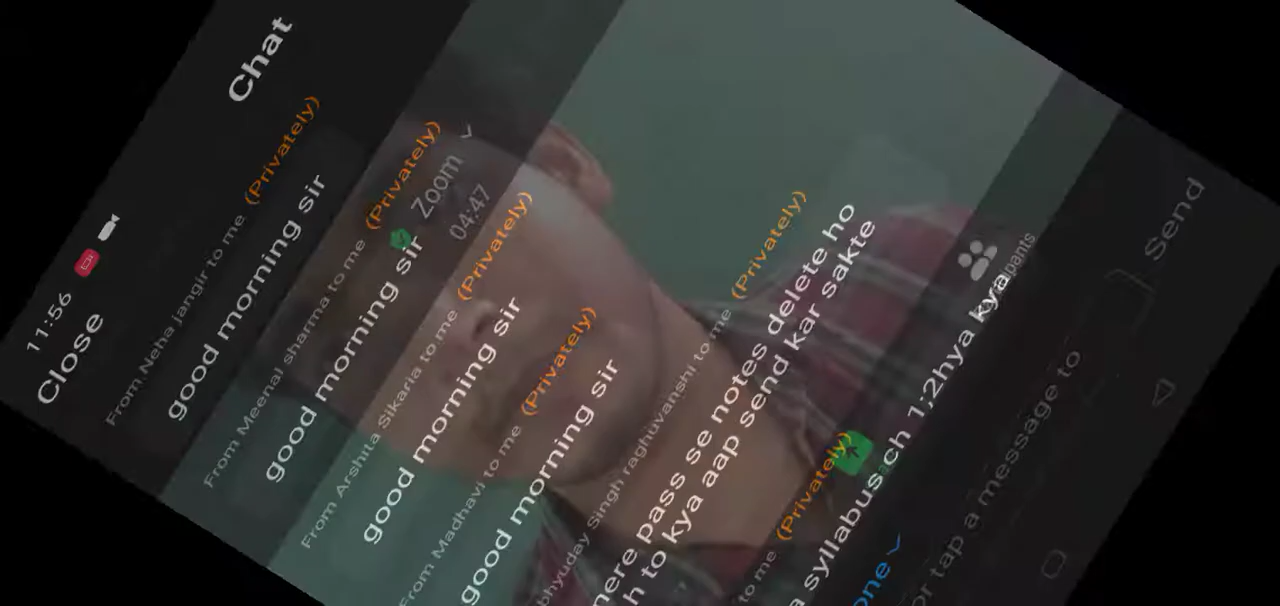 11:56
Close
Chat
From Neha jangir to me (Privately)
good morning sir
From Meenal sharma to me (Privately)
good morning sir
Zoom
04:47
From Arshita Sikaria to me (Privately)
good morning sir
From Madhavi to me (Privately)
good morning sir
Singh raghuvanshi to me (Privately)
pass se notes delete ho
to kya aap send kar sakte
to me (Privately)
syllabus ch 1;2hya kya
or tap a message to
Send